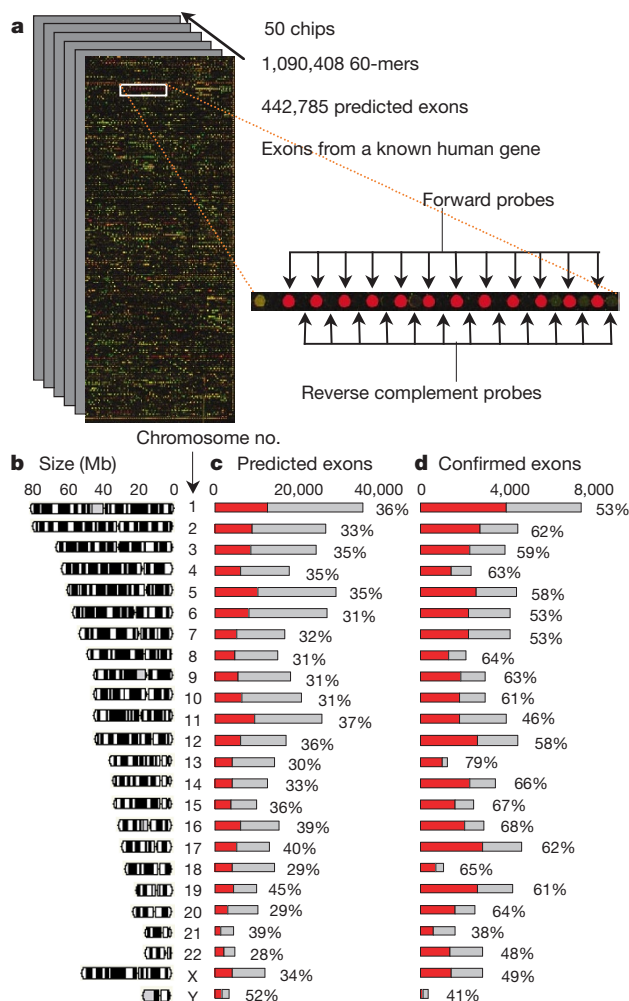 a
50 chips
1,090,408 60-mers
442,785 predicted exons
Exons from a known human gene
Forward probes
Reverse complement probes
Chromosome no.
b Size (Mb) c Predicted exons d Confirmed exons
80 60 40 20 0 0 20,000 40,000 0 4,000 8,000
1 36% 53%
2 33% 62%
3 35% 59%
4 35% 63%
5 35% 58%
6 31% 53%
7 32% 53%
8 31% 64%
9 31% 63%
10 31% 61%
11 37% 46%
12 36% 58%
13 30% 79%
14 33% 66%
15 36% 67%
16 39% 68%
17 40% 62%
18 29% 65%
19 45% 61%
20 29% 64%
21 39% 38%
22 28% 48%
X 34% 49%
Y 52% 41%